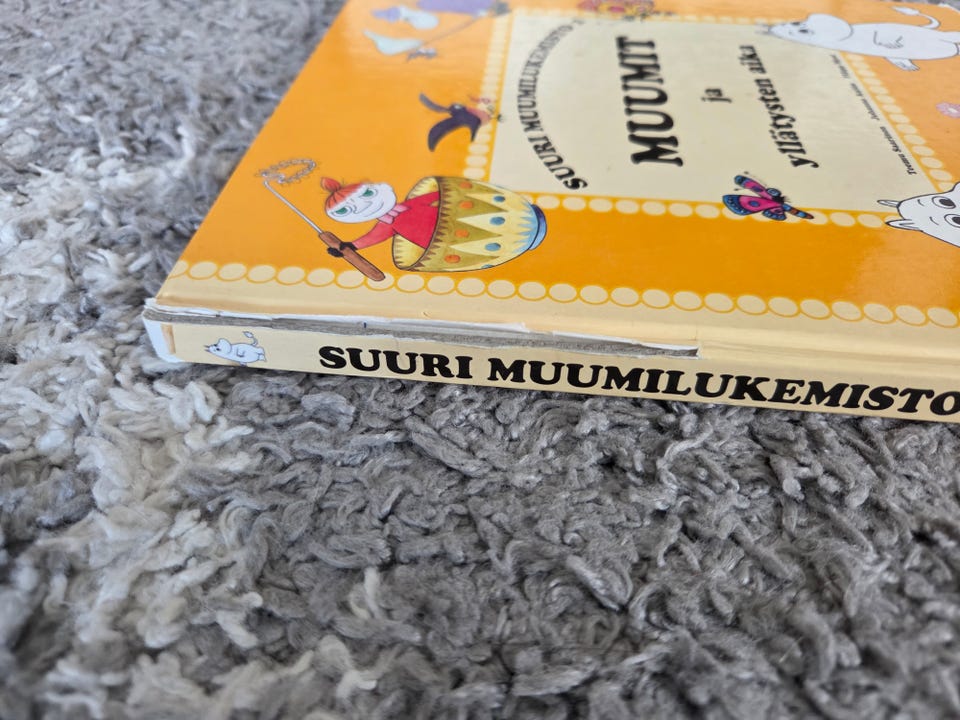 SUURI MUUMILUKEMISTO
MUUMIT
ja
yllätysten aika
SUURI MUUMILUKEMISTO